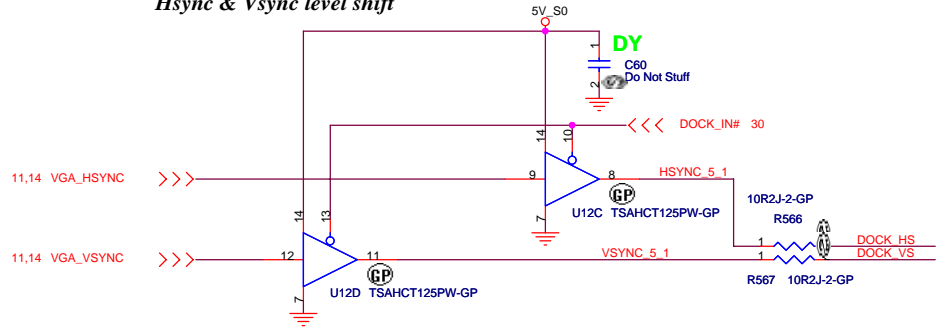 Hsync & Vsync level shift
5V_S0
1
DY
C60
Do Not Stuff
2
14
10
DOCK_IN# 30
11,14 VGA_HSYNC
9
8
HSYNC_5_1
GP
7
U12C TSAHCT125PW-GP
10R2J-2-GP
R566
14
13
1
DOCK_HS
11,14 VGA_VSYNC
12
11
VSYNC_5_1
1
DOCK_VS
GP
7
U12D TSAHCT125PW-GP
R567 10R2J-2-GP